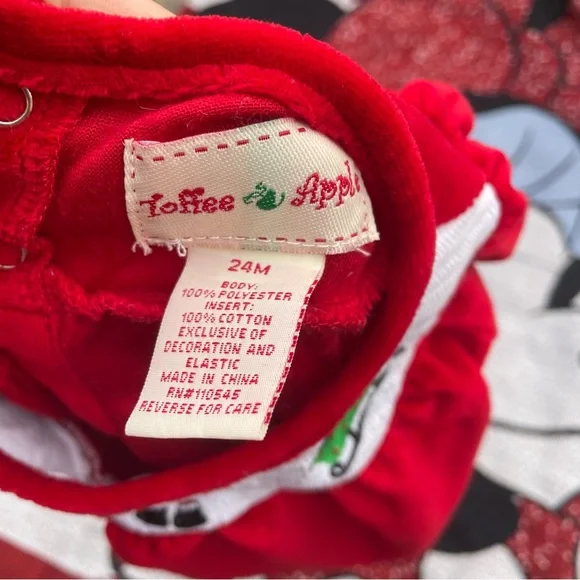 Toffee Apple
24M
BODY:
100% POLYESTER
INSERT:
100% COTTON
EXCLUSIVE OF
DECORATION AND
ELASTIC
MADE IN CHINA
RN#110545
REVERSE FOR CARE